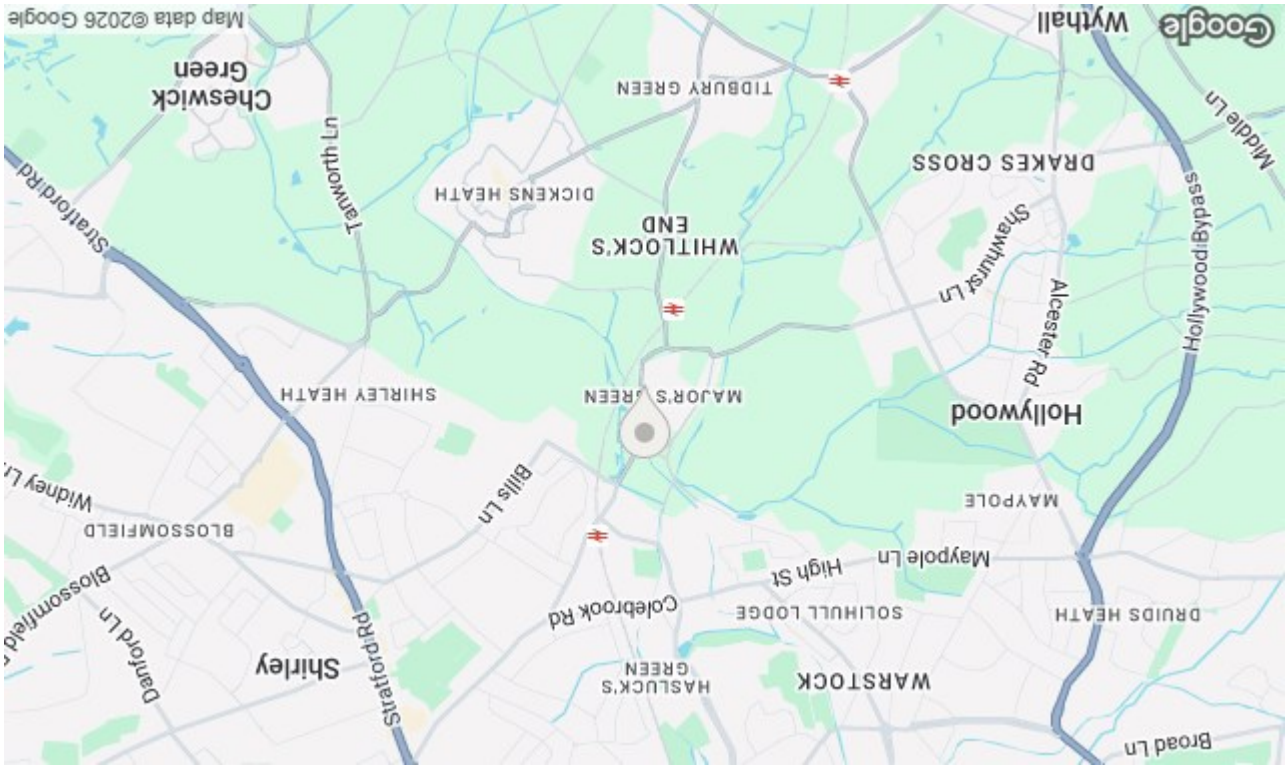 Broad Ln
WARSTOCK
HASLUCK'S
GREEN
Shirley
Danford Ln
Stratford Rd
DRUIDS HEATH
SOLIHULL LODGE
Colebrook Rd
High St
Maypole Ln
Blossomfield
BLOSSOMFIELD
MAYPOLE
Bills Ln
Widney Ln
Hollywood
MAJOR'S GREEN
SHIRLEY HEATH
Alcester Rd
Shawhurst Ln
Hollywood Bypass
WHITLOCK'S
END
DICKENS HEATH
Tanworth Ln
Stratford Rd
DRAKES CROSS
Middle Ln
TIDBURY GREEN
Cheswick
Green
Wythall
Google
Map data ©2026 Google